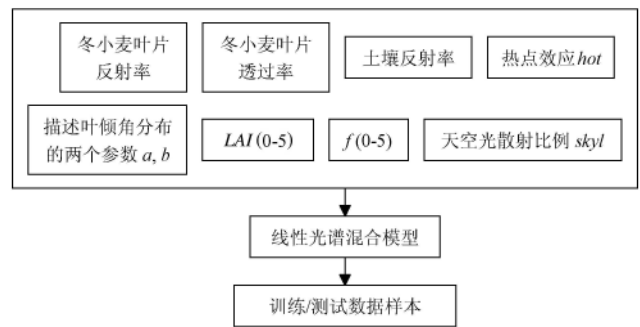 冬小麦叶片
反射率
冬小麦叶片
透过率
土壤反射率
热点效应hot
描述叶倾角分布
的两个参数 a, b
LAI (0-5)
f (0-5)
天空光散射比例 skyl
线性光谱混合模型
训练/测试数据样本